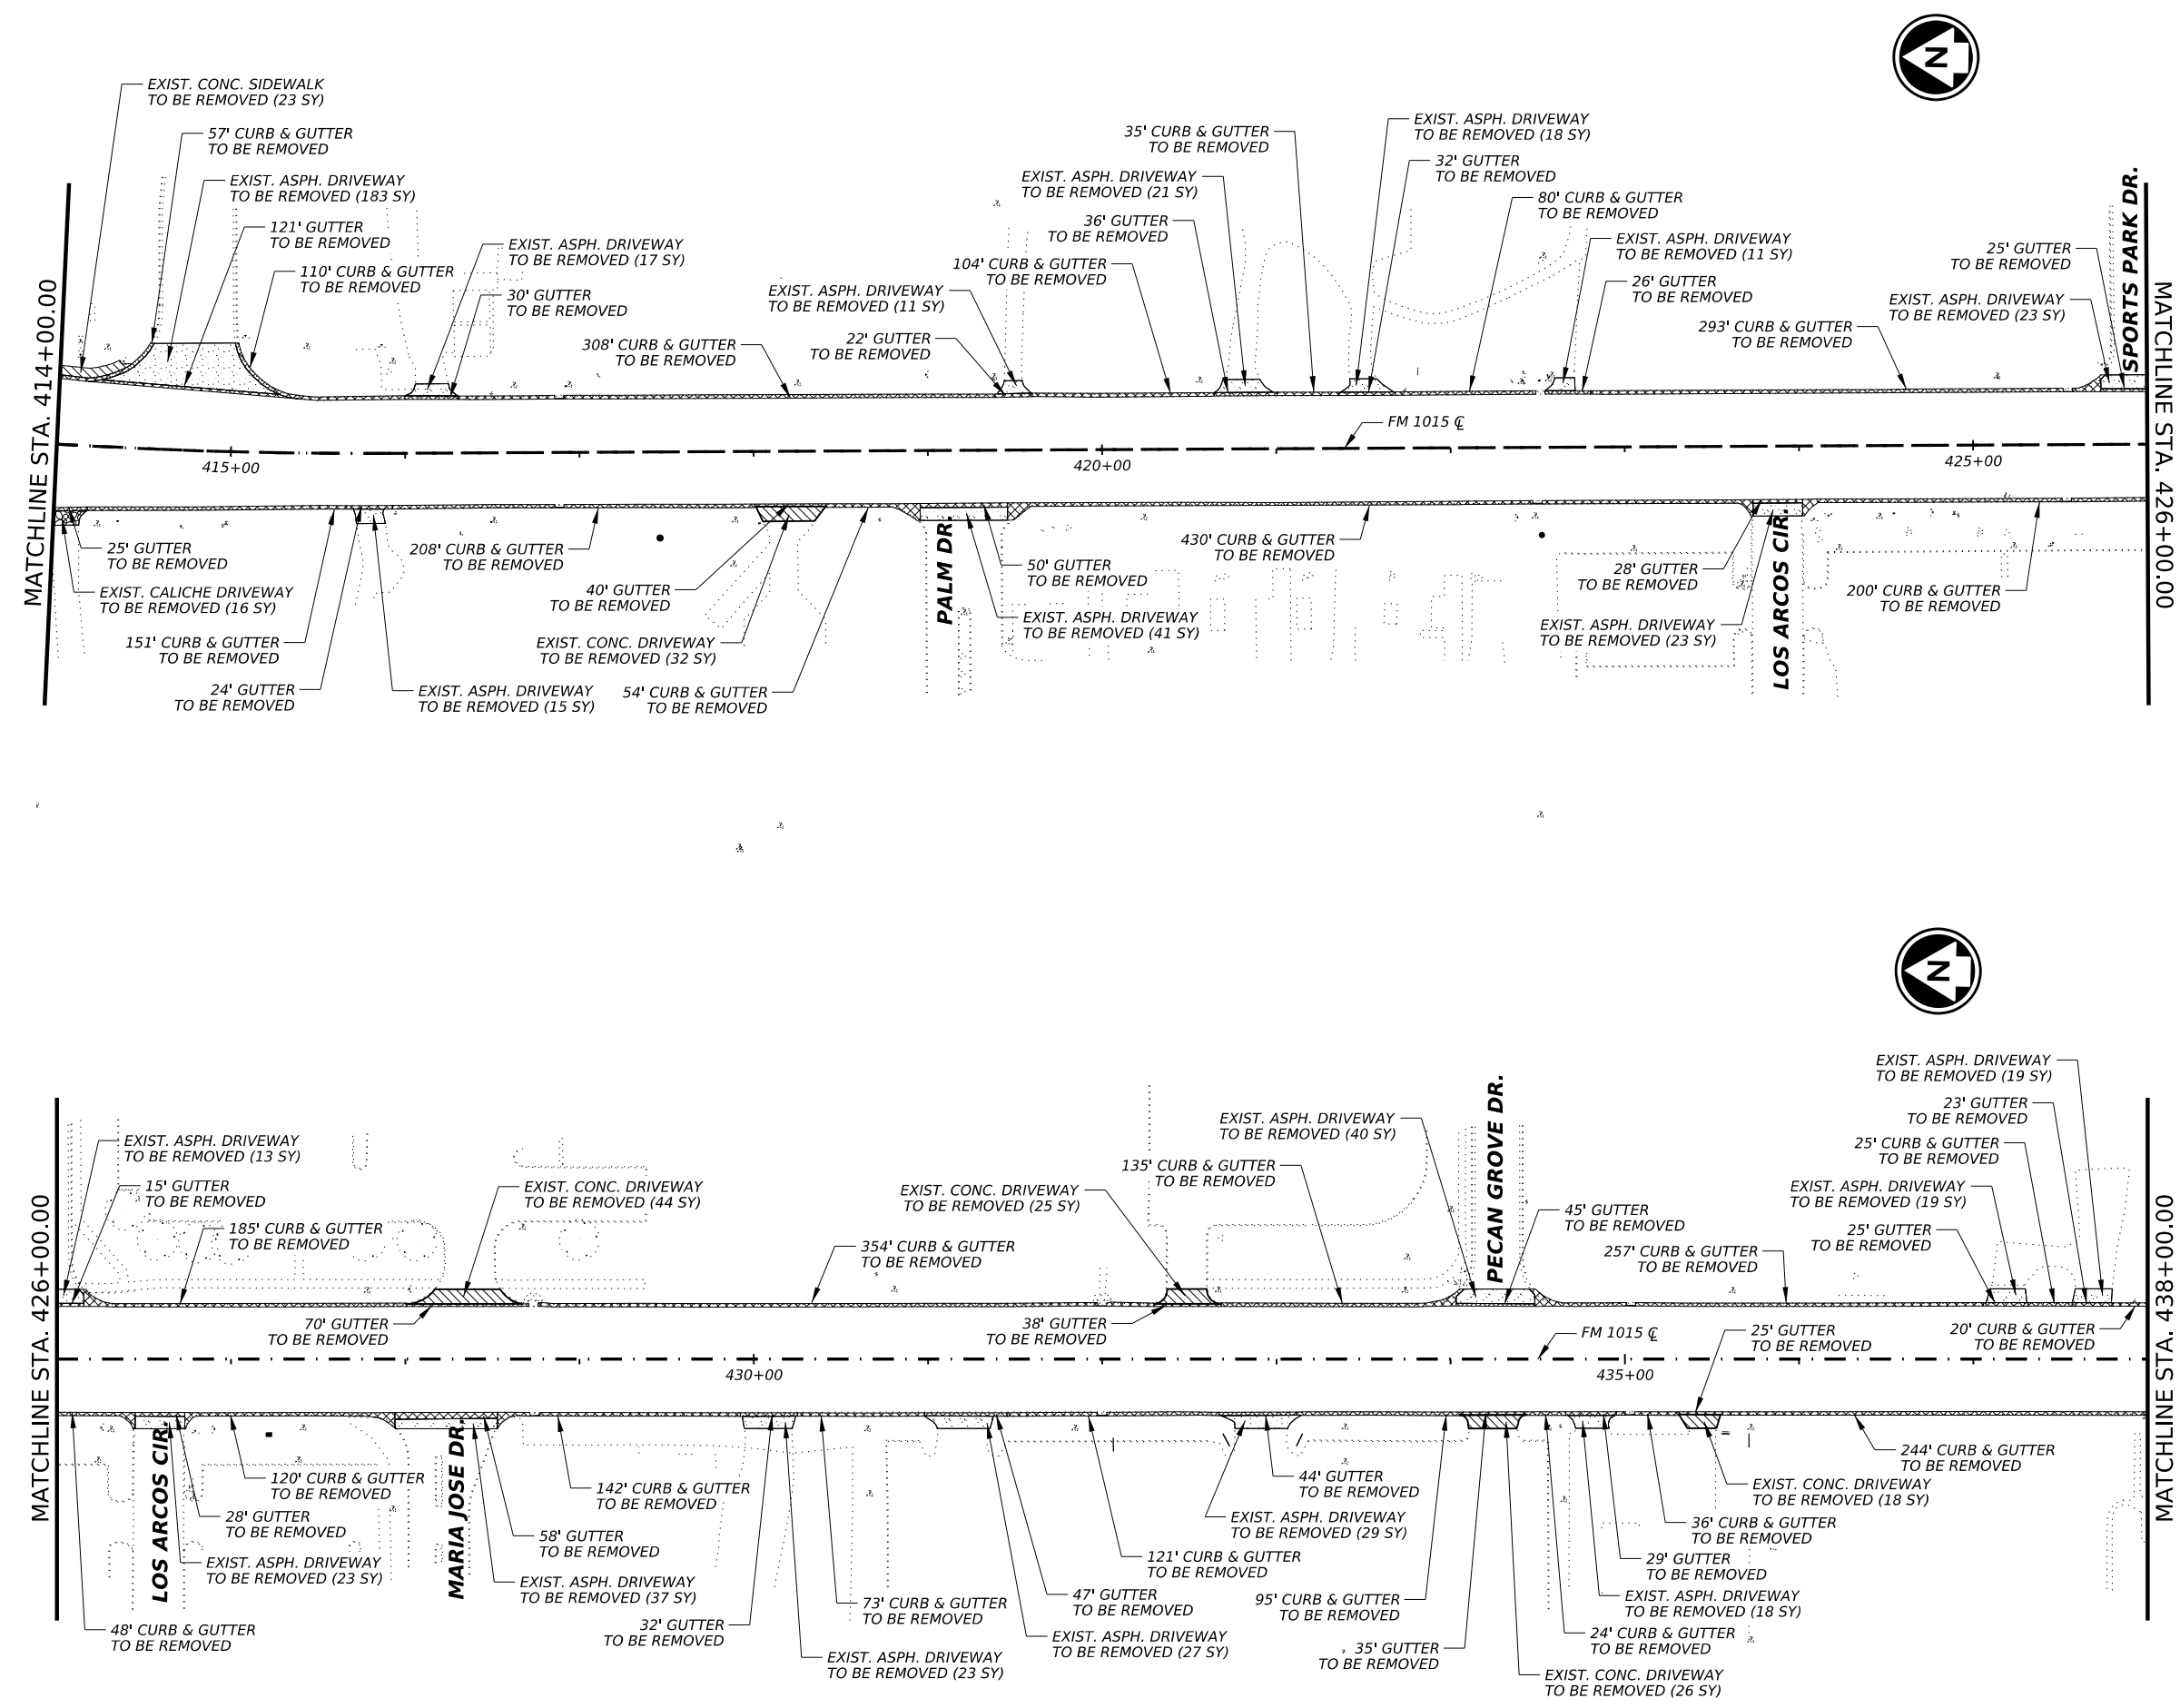 N
EXIST. CONC. SIDEWALK
TO BE REMOVED (23 SY)
57' CURB & GUTTER
TO BE REMOVED
EXIST. ASPH. DRIVEWAY
TO BE REMOVED (183 SY)
121' GUTTER
TO BE REMOVED
110' CURB & GUTTER
TO BE REMOVED
EXIST. ASPH. DRIVEWAY
TO BE REMOVED (17 SY)
30' GUTTER
TO BE REMOVED
308' CURB & GUTTER
TO BE REMOVED
EXIST. ASPH. DRIVEWAY
TO BE REMOVED (11 SY)
22' GUTTER
TO BE REMOVED
104' CURB & GUTTER
TO BE REMOVED
36' GUTTER
TO BE REMOVED
EXIST. ASPH. DRIVEWAY
TO BE REMOVED (21 SY)
35' CURB & GUTTER
TO BE REMOVED
EXIST. ASPH. DRIVEWAY
TO BE REMOVED (18 SY)
32' GUTTER
TO BE REMOVED
80' CURB & GUTTER
TO BE REMOVED
EXIST. ASPH. DRIVEWAY
TO BE REMOVED (11 SY)
26' GUTTER
TO BE REMOVED
293' CURB & GUTTER
TO BE REMOVED
25' GUTTER
TO BE REMOVED
EXIST. ASPH. DRIVEWAY
TO BE REMOVED (23 SY)
SPORTS PARK DR.
MATCHLINE STA. 414+00.00
MATCHLINE STA. 426+00.00
FM 1015 ℄
415+00
420+00
425+00
25' GUTTER
TO BE REMOVED
EXIST. CALICHE DRIVEWAY
TO BE REMOVED (16 SY)
151' CURB & GUTTER
TO BE REMOVED
24' GUTTER
TO BE REMOVED
EXIST. ASPH. DRIVEWAY
TO BE REMOVED (15 SY)
208' CURB & GUTTER
TO BE REMOVED
40' GUTTER
TO BE REMOVED
EXIST. CONC. DRIVEWAY
TO BE REMOVED (32 SY)
54' CURB & GUTTER
TO BE REMOVED
PALM DR.
50' GUTTER
TO BE REMOVED
EXIST. ASPH. DRIVEWAY
TO BE REMOVED (41 SY)
430' CURB & GUTTER
TO BE REMOVED
28' GUTTER
TO BE REMOVED
EXIST. ASPH. DRIVEWAY
TO BE REMOVED (23 SY)
LOS ARCOS CIR.
200' CURB & GUTTER
TO BE REMOVED
N
EXIST. ASPH. DRIVEWAY
TO BE REMOVED (13 SY)
15' GUTTER
TO BE REMOVED
185' CURB & GUTTER
TO BE REMOVED
70' GUTTER
TO BE REMOVED
EXIST. CONC. DRIVEWAY
TO BE REMOVED (44 SY)
354' CURB & GUTTER
TO BE REMOVED
EXIST. CONC. DRIVEWAY
TO BE REMOVED (25 SY)
38' GUTTER
TO BE REMOVED
135' CURB & GUTTER
TO BE REMOVED
EXIST. ASPH. DRIVEWAY
TO BE REMOVED (40 SY)
PECAN GROVE DR.
45' GUTTER
TO BE REMOVED
257' CURB & GUTTER
TO BE REMOVED
25' GUTTER
TO BE REMOVED
EXIST. ASPH. DRIVEWAY
TO BE REMOVED (19 SY)
25' CURB & GUTTER
TO BE REMOVED
23' GUTTER
TO BE REMOVED
EXIST. ASPH. DRIVEWAY
TO BE REMOVED (19 SY)
20' CURB & GUTTER
TO BE REMOVED
MATCHLINE STA. 426+00.00
MATCHLINE STA. 438+00.00
FM 1015 ℄
430+00
435+00
48' CURB & GUTTER
TO BE REMOVED
LOS ARCOS CIR.
EXIST. ASPH. DRIVEWAY
TO BE REMOVED (23 SY)
28' GUTTER
TO BE REMOVED
120' CURB & GUTTER
TO BE REMOVED
MARIA JOSE DR.
EXIST. ASPH. DRIVEWAY
TO BE REMOVED (37 SY)
58' GUTTER
TO BE REMOVED
142' CURB & GUTTER
TO BE REMOVED
32' GUTTER
TO BE REMOVED
EXIST. ASPH. DRIVEWAY
TO BE REMOVED (23 SY)
73' CURB & GUTTER
TO BE REMOVED
EXIST. ASPH. DRIVEWAY
TO BE REMOVED (27 SY)
47' GUTTER
TO BE REMOVED
121' CURB & GUTTER
TO BE REMOVED
EXIST. ASPH. DRIVEWAY
TO BE REMOVED (29 SY)
44' GUTTER
TO BE REMOVED
95' CURB & GUTTER
TO BE REMOVED
35' GUTTER
TO BE REMOVED
EXIST. CONC. DRIVEWAY
TO BE REMOVED (26 SY)
24' CURB & GUTTER
TO BE REMOVED
EXIST. ASPH. DRIVEWAY
TO BE REMOVED (18 SY)
29' GUTTER
TO BE REMOVED
36' CURB & GUTTER
TO BE REMOVED
25' GUTTER
TO BE REMOVED
EXIST. CONC. DRIVEWAY
TO BE REMOVED (18 SY)
244' CURB & GUTTER
TO BE REMOVED